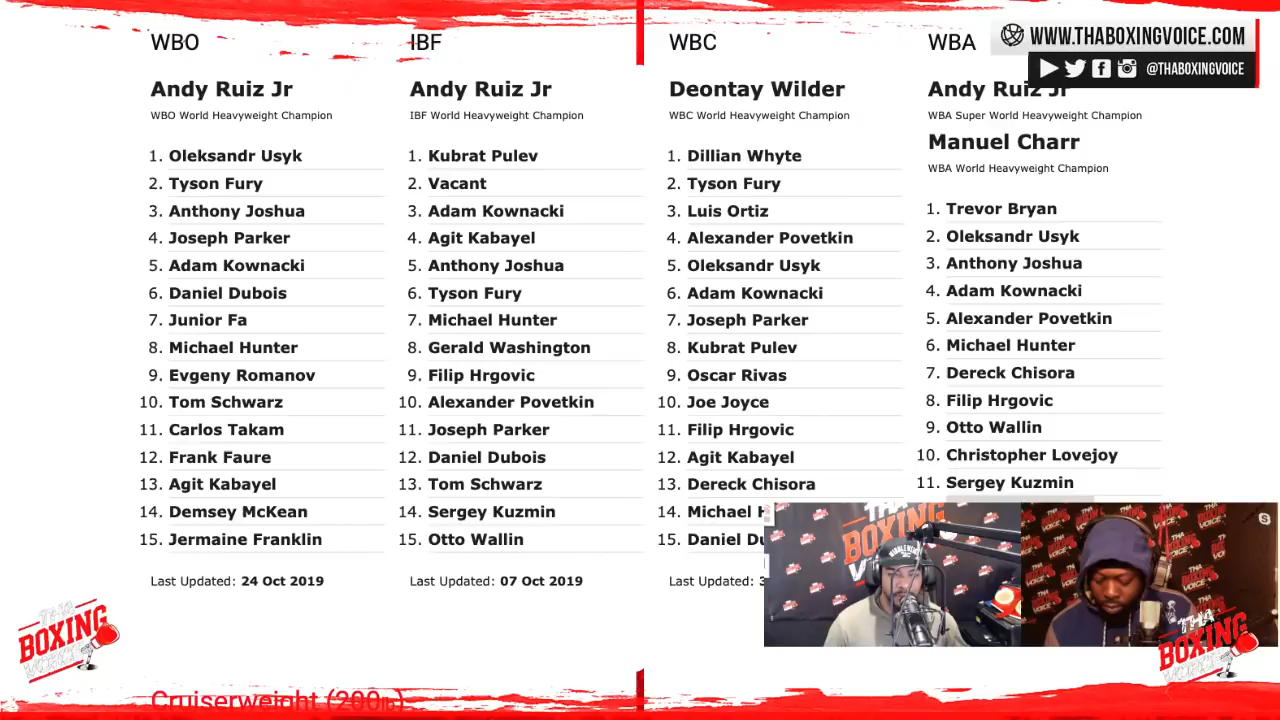 WWW.THABOXINGVOICE.COM
@THABOXINGVOICE
WBO
Andy Ruiz Jr
WBO World Heavyweight Champion
1. Oleksandr Usyk
2. Tyson Fury
3. Anthony Joshua
4. Joseph Parker
5. Adam Kownacki
6. Daniel Dubois
7. Junior Fa
8. Michael Hunter
9. Evgeny Romanov
10. Tom Schwarz
11. Carlos Takam
12. Frank Faure
13. Agit Kabayel
14. Demsey McKean
15. Jermaine Franklin
Last Updated: 24 Oct 2019
IBF
Andy Ruiz Jr
IBF World Heavyweight Champion
1. Kubrat Pulev
2. Vacant
3. Adam Kownacki
4. Agit Kabayel
5. Anthony Joshua
6. Tyson Fury
7. Michael Hunter
8. Gerald Washington
9. Filip Hrgovic
10. Alexander Povetkin
11. Joseph Parker
12. Daniel Dubois
13. Tom Schwarz
14. Sergey Kuzmin
15. Otto Wallin
Last Updated: 07 Oct 2019
WBC
Deontay Wilder
WBC World Heavyweight Champion
1. Dillian Whyte
2. Tyson Fury
3. Luis Ortiz
4. Alexander Povetkin
5. Oleksandr Usyk
6. Adam Kownacki
7. Joseph Parker
8. Kubrat Pulev
9. Oscar Rivas
10. Joe Joyce
11. Filip Hrgovic
12. Agit Kabayel
13. Dereck Chisora
14. Michael
15. Daniel
Last Updated:
WBA
Andy Ruiz Jr
WBA Super World Heavyweight Champion
Manuel Charr
WBA World Heavyweight Champion
1. Trevor Bryan
2. Oleksandr Usyk
3. Anthony Joshua
4. Adam Kownacki
5. Alexander Povetkin
6. Michael Hunter
7. Dereck Chisora
8. Filip Hrgovic
9. Otto Wallin
10. Christopher Lovejoy
11. Sergey Kuzmin
THA
BOXING
VOICE
THA
BOXING
VOICE
Cruiserweight (200lb)